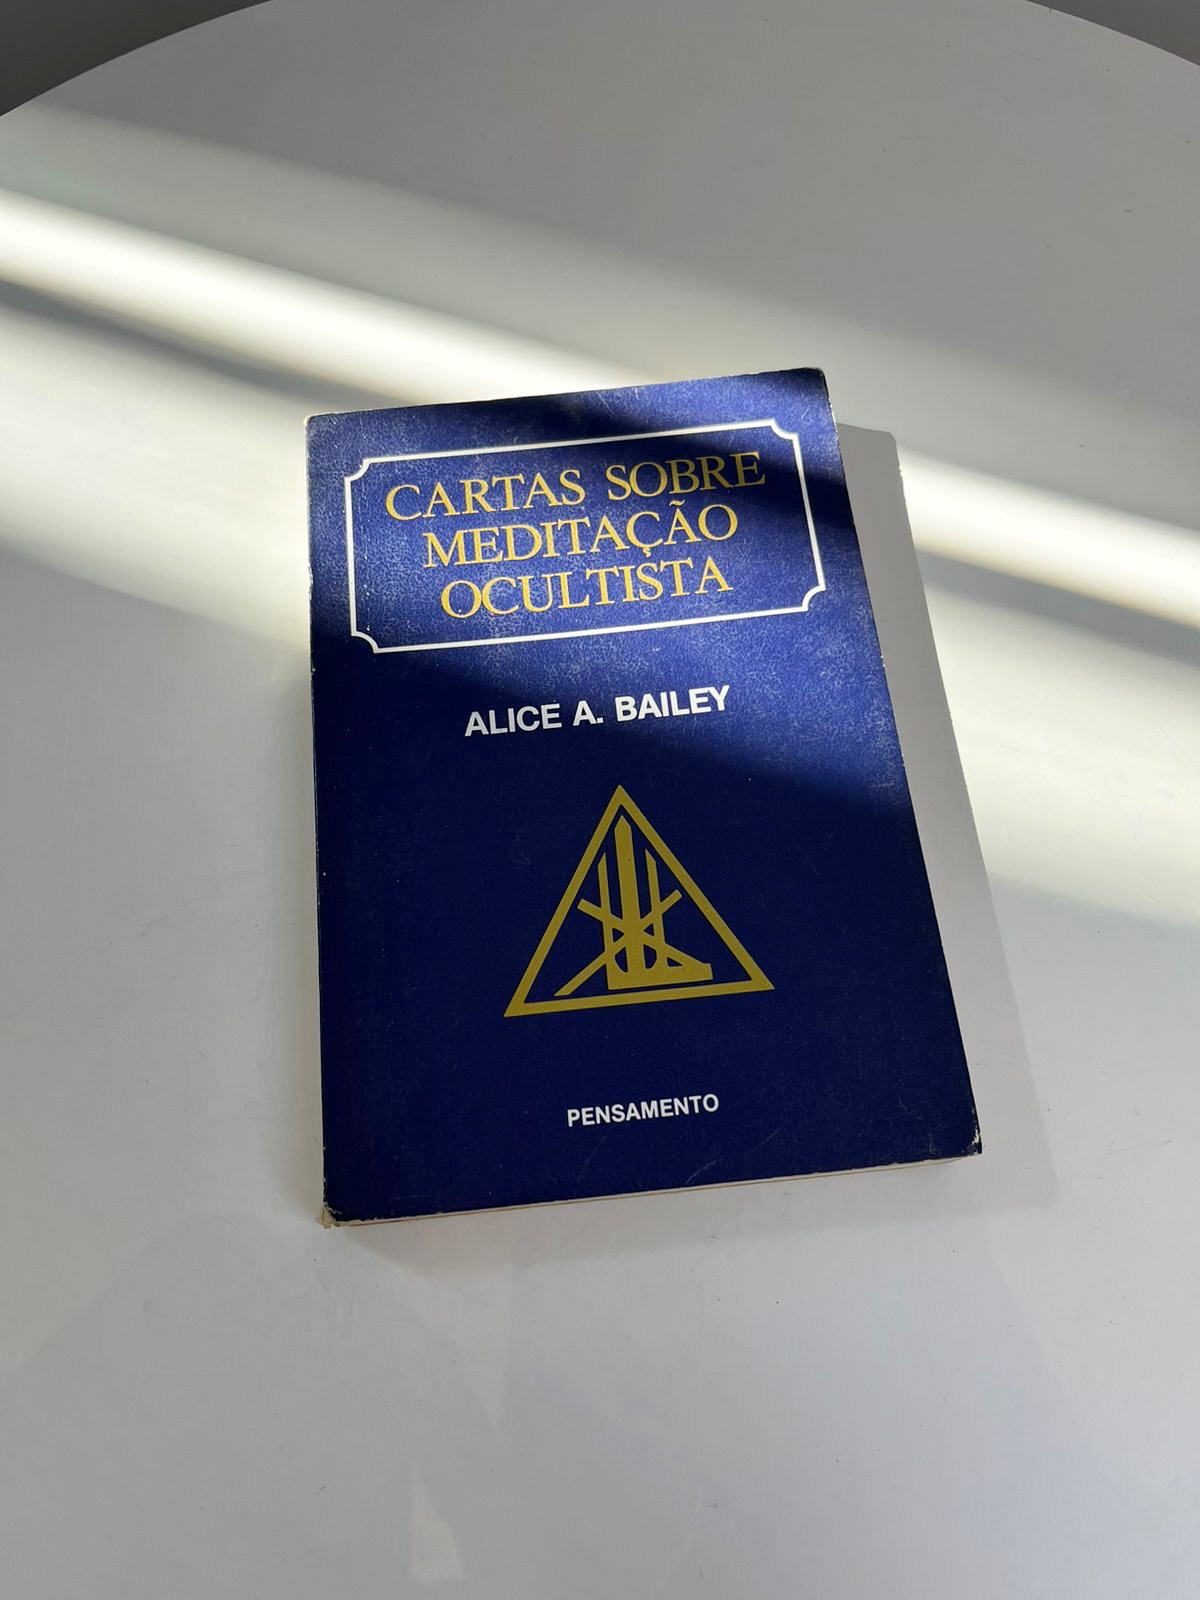 CARTAS SOBRE
MEDITAÇÃO
OCULTISTA
ALICE A. BAILEY
PENSAMENTO